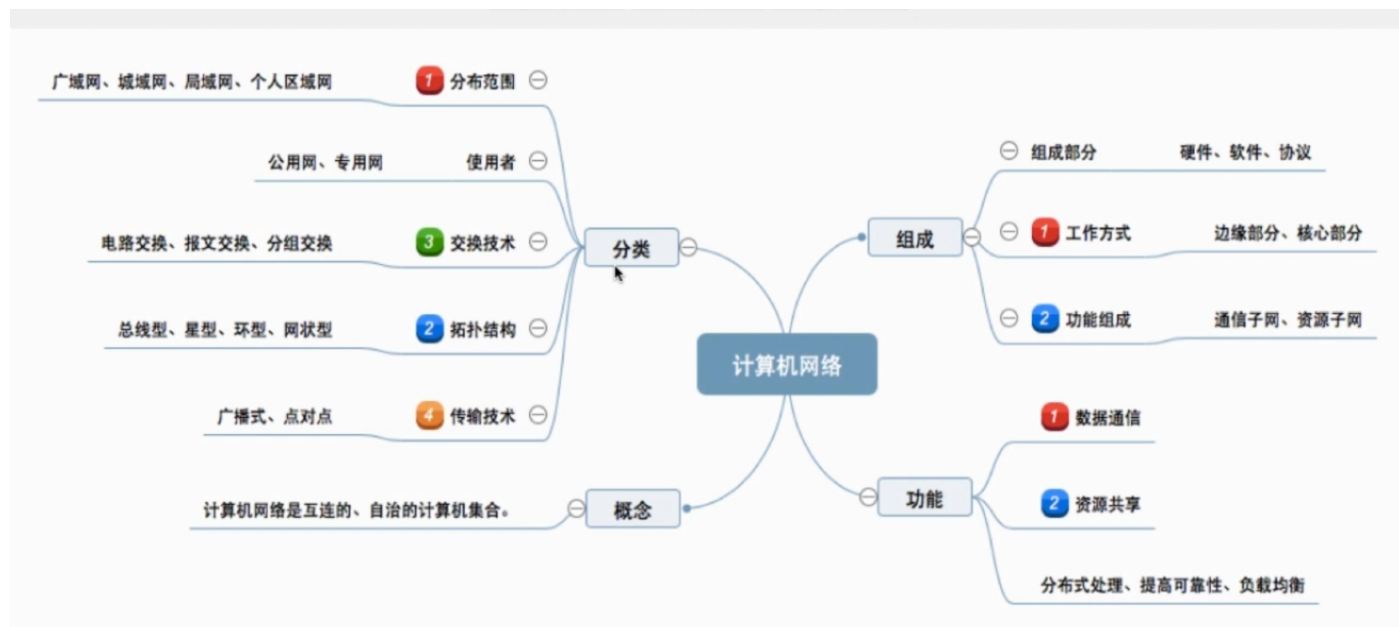 广域网、城域网、局域网、个人区域网
1 分布范围
公用网、专用网
使用者
电路交换、报文交换、分组交换
3 交换技术
总线型、星型、环型、网状型
2 拓扑结构
广播式、点对点
4 传输技术
分类
计算机网络是互连的、自治的计算机集合。
概念
计算机网络
组成
组成部分
硬件、软件、协议
1 工作方式
边缘部分、核心部分
2 功能组成
通信子网、资源子网
功能
1 数据通信
2 资源共享
分布式处理、提高可靠性、负载均衡